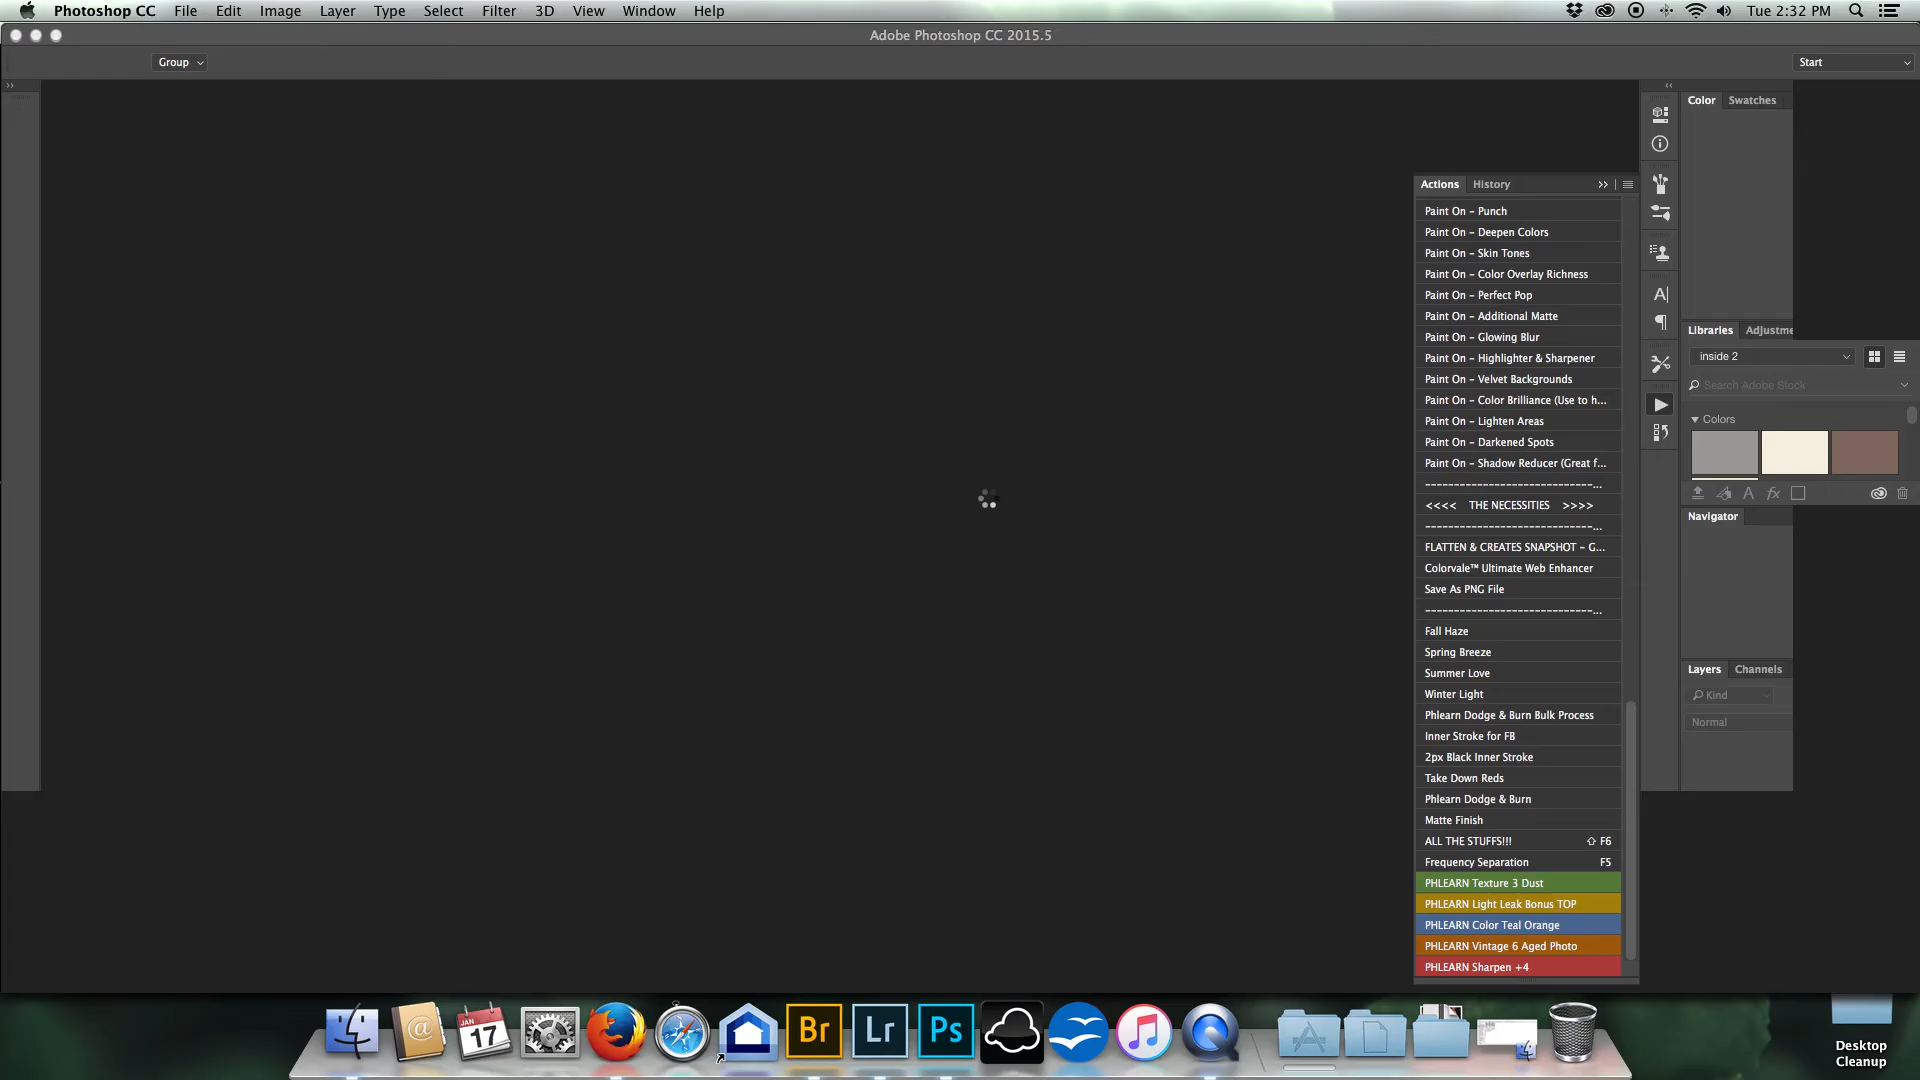 Photoshop CC File Edit Image Layer Type Select Filter 3D View Window Help Tue 2:32 PM
Adobe Photoshop CC 2015.5
Group Start
Color Swatches
Actions History
Paint On - Punch
Paint On - Deepen Colors
Paint On - Skin Tones
Paint On - Color Overlay Richness
Paint On - Perfect Pop
Paint On - Additional Matte
Paint On - Glowing Blur
Paint On - Highlighter & Sharpener
Paint On - Velvet Backgrounds
Paint On - Color Brilliance (Use to h...
Paint On - Lighten Areas
Paint On - Darkened Spots
Paint On - Shadow Reducer (Great f...
------------------------------...
<<<< THE NECESSITIES >>>>
------------------------------...
FLATTEN & CREATES SNAPSHOT - G...
Colorvale™ Ultimate Web Enhancer
Save As PNG File
------------------------------...
Fall Haze
Spring Breeze
Summer Love
Winter Light
Phlearn Dodge & Burn Bulk Process
Inner Stroke for FB
2px Black Inner Stroke
Take Down Reds
Phlearn Dodge & Burn
Matte Finish
ALL THE STUFFS!!! ⇧ F6
Frequency Separation F5
PHLEARN Texture 3 Dust
PHLEARN Light Leak Bonus TOP
PHLEARN Color Teal Orange
PHLEARN Vintage 6 Aged Photo
PHLEARN Sharpen +4
Libraries Adjustme
inside 2
Search Adobe Stock
Colors
Navigator
Layers Channels
Kind
Normal
JAN
17
Br
Lr
Ps
Desktop
Cleanup